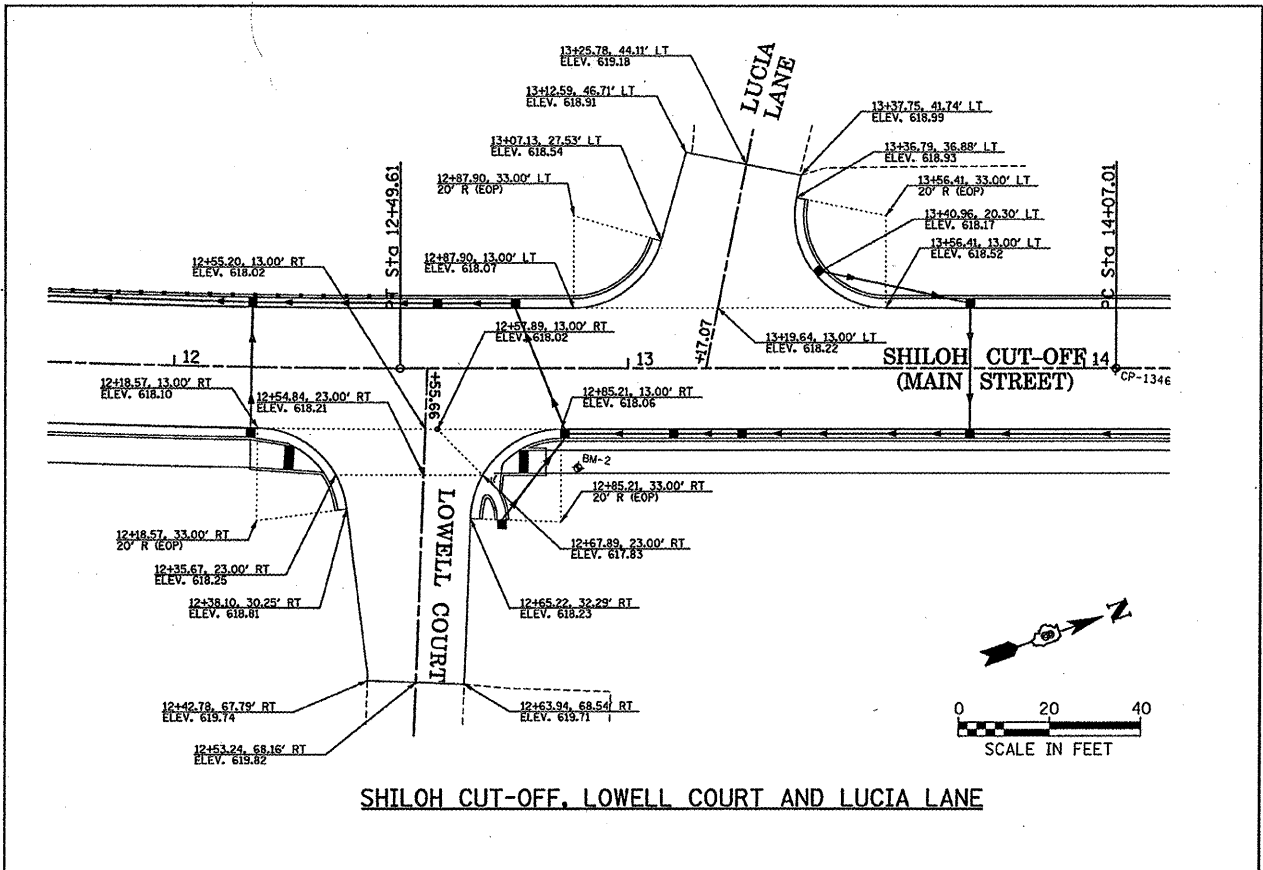 13+25.78, 44.11' LT
ELEV. 619.18
LUCIA
LANE
13+12.59, 46.71' LT
ELEV. 618.91
13+37.75, 41.74' LT
ELEV. 618.99
13+07.13, 27.53' LT
ELEV. 618.54
13+36.79, 36.88' LT
ELEV. 618.93
12+87.90, 33.00' LT
20' R (EOP)
13+56.41, 33.00' LT
20' R (EOP)
PT Sta 12+49.61
PC Sta 14+07.01
13+40.96, 20.30' LT
ELEV. 618.17
12+55.20, 13.00' RT
ELEV. 618.02
12+87.90, 13.00' LT
ELEV. 618.07
13+56.41, 13.00' LT
ELEV. 618.52
12+57.89, 13.00' RT
ELEV. 618.02
13+19.64, 13.00' LT
ELEV. 618.22
+17.07
12
13
SHILOH CUT-OFF
14
(MAIN STREET)
CP-1346
12+18.57, 13.00' RT
ELEV. 618.10
12+54.84, 23.00' RT
ELEV. 618.21
+55.66
12+85.21, 13.00' RT
ELEV. 618.06
BM-2
12+85.21, 33.00' RT
20' R (EOP)
LOWELL COURT
12+18.57, 33.00' RT
20' R (EOP)
12+67.89, 23.00' RT
ELEV. 617.83
12+35.67, 23.00' RT
ELEV. 618.25
12+38.10, 30.25' RT
ELEV. 618.81
12+65.22, 32.29' RT
ELEV. 618.23
N
12+42.78, 67.79' RT
ELEV. 619.74
12+63.94, 68.54' RT
ELEV. 619.71
12+53.24, 68.16' RT
ELEV. 619.82
0 20 40
SCALE IN FEET
SHILOH CUT-OFF, LOWELL COURT AND LUCIA LANE